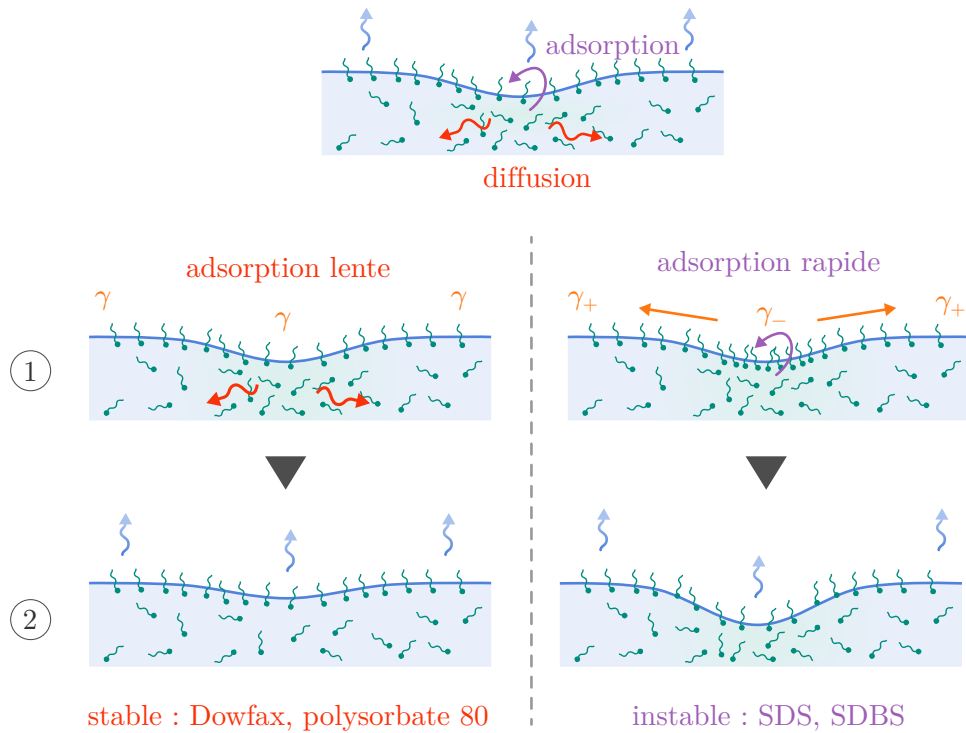 adsorption
diffusion
adsorption lente
adsorption rapide
γ γ γ
γ₊ γ₋ γ₊
1
2
stable : Dowfax, polysorbate 80
instable : SDS, SDBS